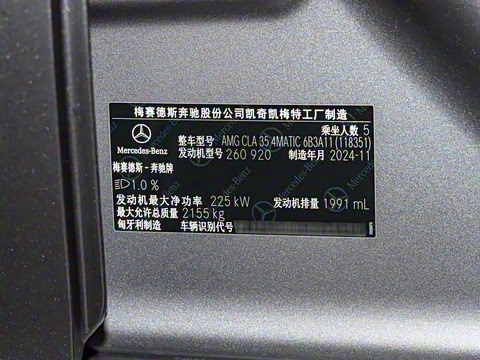 梅赛德斯奔驰股份公司凯奇凯梅特工厂制造
乘坐人数 5
Mercedes-Benz
整车型号 AMG CLA 35 4MATIC 6B3A11 (118351)
发动机型号 260 920 制造年月 2024-11
梅赛德斯-奔驰牌
1.0 %
发动机最大净功率 225 kW 发动机排量 1991 mL
最大允许总质量 2155 kg
匈牙利制造 车辆识别代号